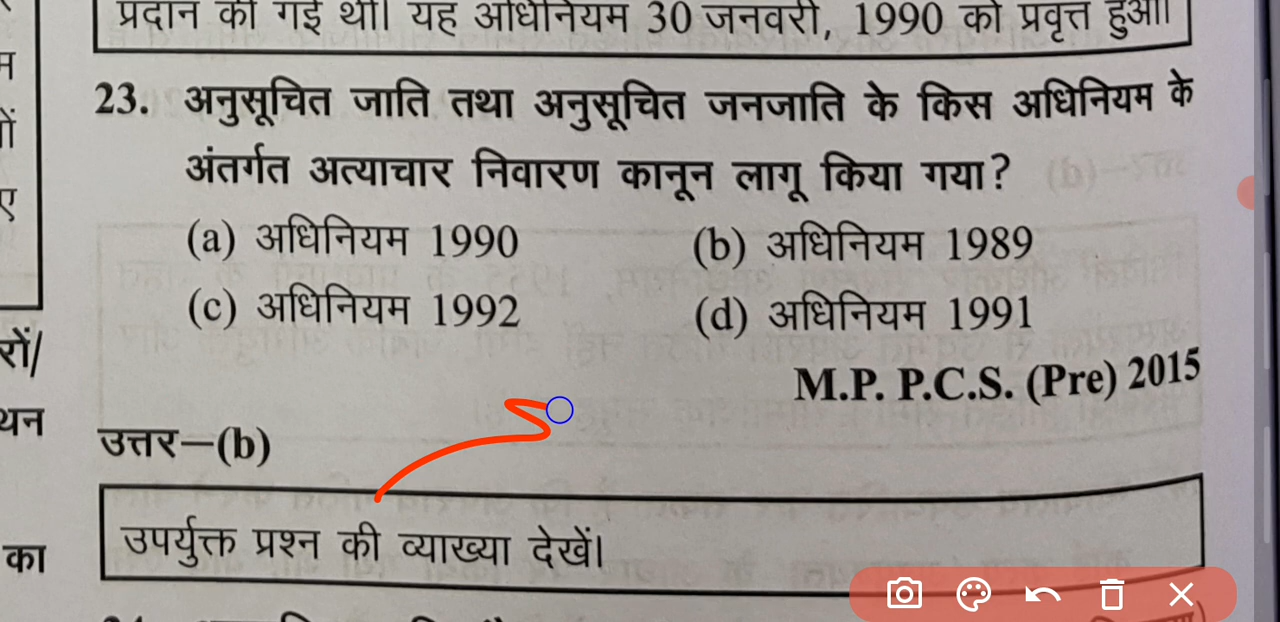 प्रदान की गई थी। यह अधिनियम 30 जनवरी, 1990 को प्रवृत्त हुआ।
23. अनुसूचित जाति तथा अनुसूचित जनजाति के किस अधिनियम के
अंतर्गत अत्याचार निवारण कानून लागू किया गया?
(a) अधिनियम 1990 (b) अधिनियम 1989
(c) अधिनियम 1992 (d) अधिनियम 1991
M.P. P.C.S. (Pre) 2015
उत्तर—(b)
उपर्युक्त प्रश्न की व्याख्या देखें।
रों/
थन
का